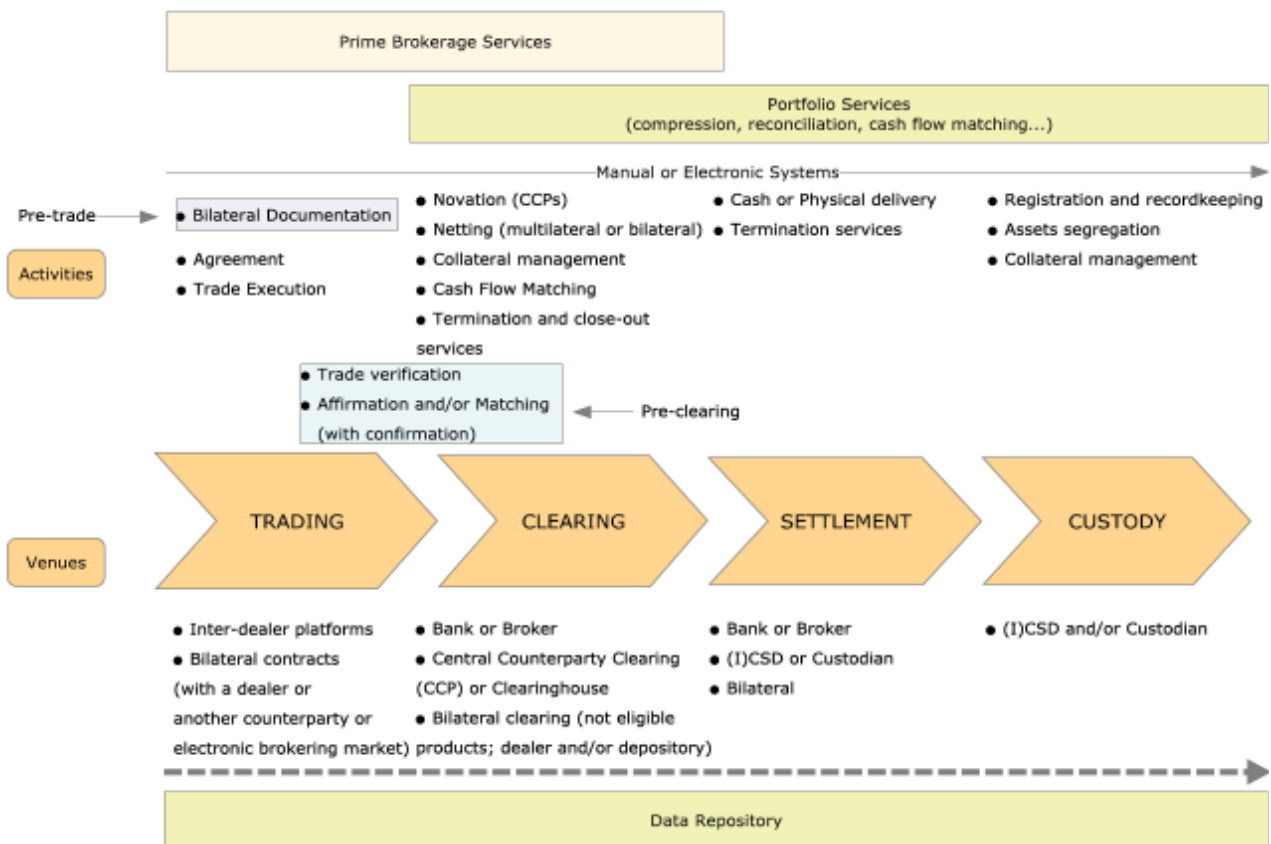 Prime Brokerage Services
Portfolio Services
(compression, reconciliation, cash flow matching...)
Manual or Electronic Systems
Pre-trade
● Bilateral Documentation
● Agreement
● Trade Execution
Activities
● Novation (CCPs)
● Netting (multilateral or bilateral)
● Collateral management
● Cash Flow Matching
● Termination and close-out
services
● Cash or Physical delivery
● Termination services
● Registration and recordkeeping
● Assets segregation
● Collateral management
● Trade verification
● Affirmation and/or Matching
(with confirmation)
Pre-clearing
Venues
TRADING
CLEARING
SETTLEMENT
CUSTODY
● Inter-dealer platforms
● Bilateral contracts
(with a dealer or
another counterparty or
electronic brokering market)
● Bank or Broker
● Central Counterparty Clearing
(CCP) or Clearinghouse
● Bilateral clearing (not eligible
products; dealer and/or depository)
● Bank or Broker
● (I)CSD or Custodian
● Bilateral
● (I)CSD and/or Custodian
Data Repository